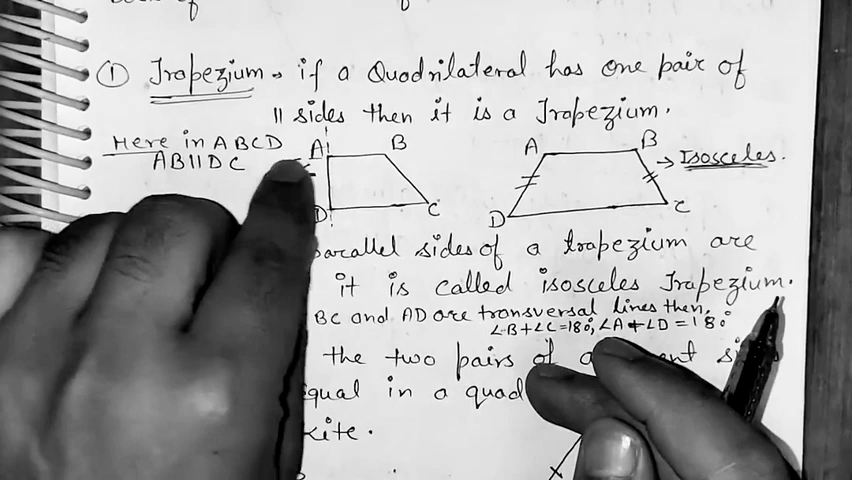 of
① Trapezium → if a Quadrilateral has one pair of
|| sides then it is a Trapezium.
Here in ABCD
AB||DC
A B
D C
A B
D C
→ Isosceles.
parallel sides of a trapezium are
it is called isosceles Trapezium.
BC and AD are transversal lines then,
∠B+∠C=180°, ∠A+∠D=180°
the two pairs of
equal in a quad
kite.